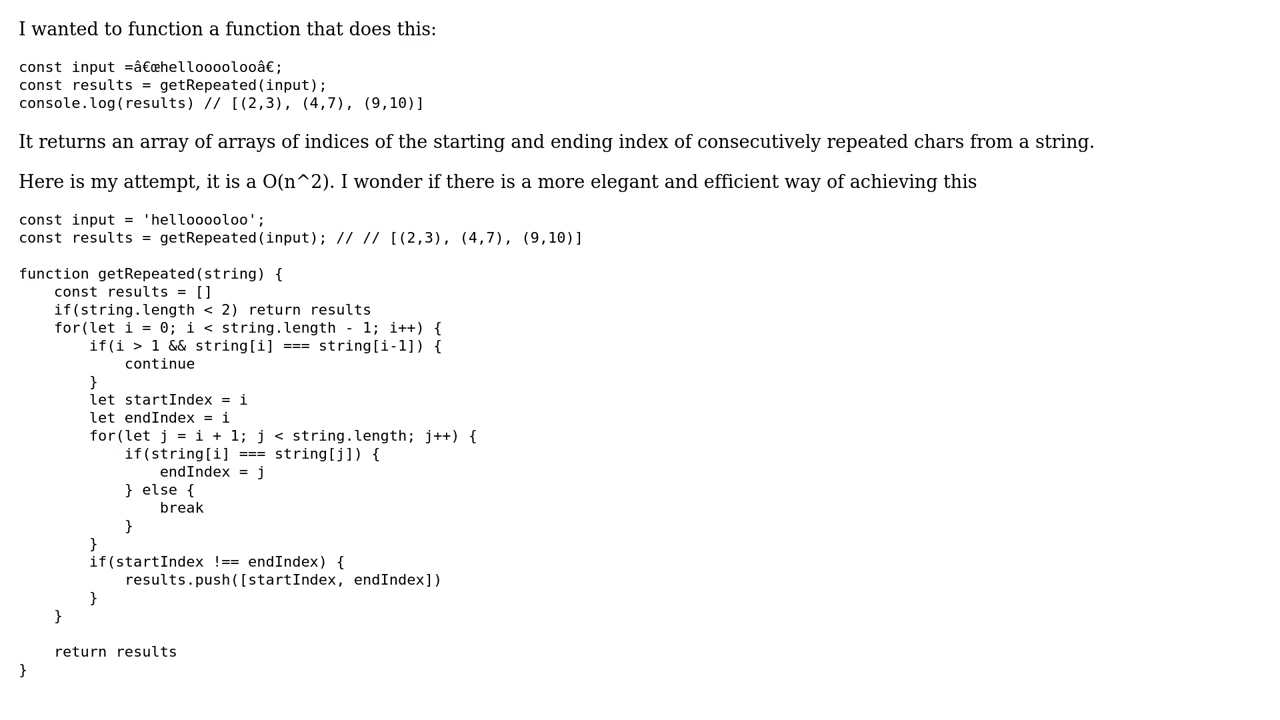 I wanted to function a function that does this:
const input =â€œhelloooolooâ€;
const results = getRepeated(input);
console.log(results) // [(2,3), (4,7), (9,10)]
It returns an array of arrays of indices of the starting and ending index of consecutively repeated chars from a string.
Here is my attempt, it is a O(n^2). I wonder if there is a more elegant and efficient way of achieving this
const input = 'hellooooloo';
const results = getRepeated(input); // // [(2,3), (4,7), (9,10)]
function getRepeated(string) {
    const results = []
    if(string.length < 2) return results
    for(let i = 0; i < string.length - 1; i++) {
        if(i > 1 && string[i] === string[i-1]) {
            continue
        }
        let startIndex = i
        let endIndex = i
        for(let j = i + 1; j < string.length; j++) {
            if(string[i] === string[j]) {
                endIndex = j
            } else {
                break
            }
        }
        if(startIndex !== endIndex) {
            results.push([startIndex, endIndex])
        }
    }
    return results
}